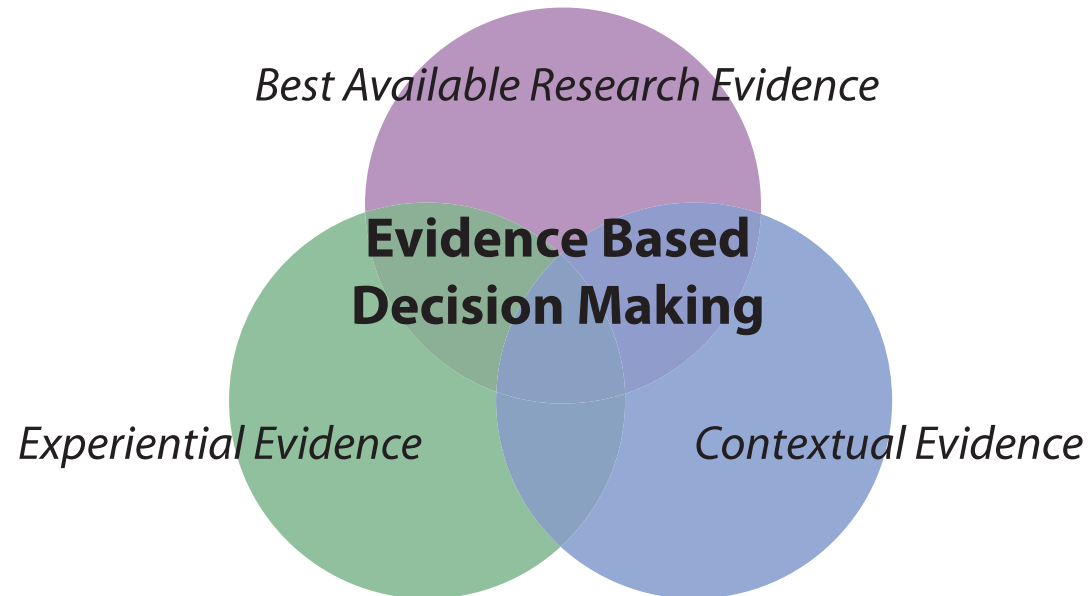 Best Available Research Evidence
Evidence Based
Decision Making
Experiential Evidence
Contextual Evidence